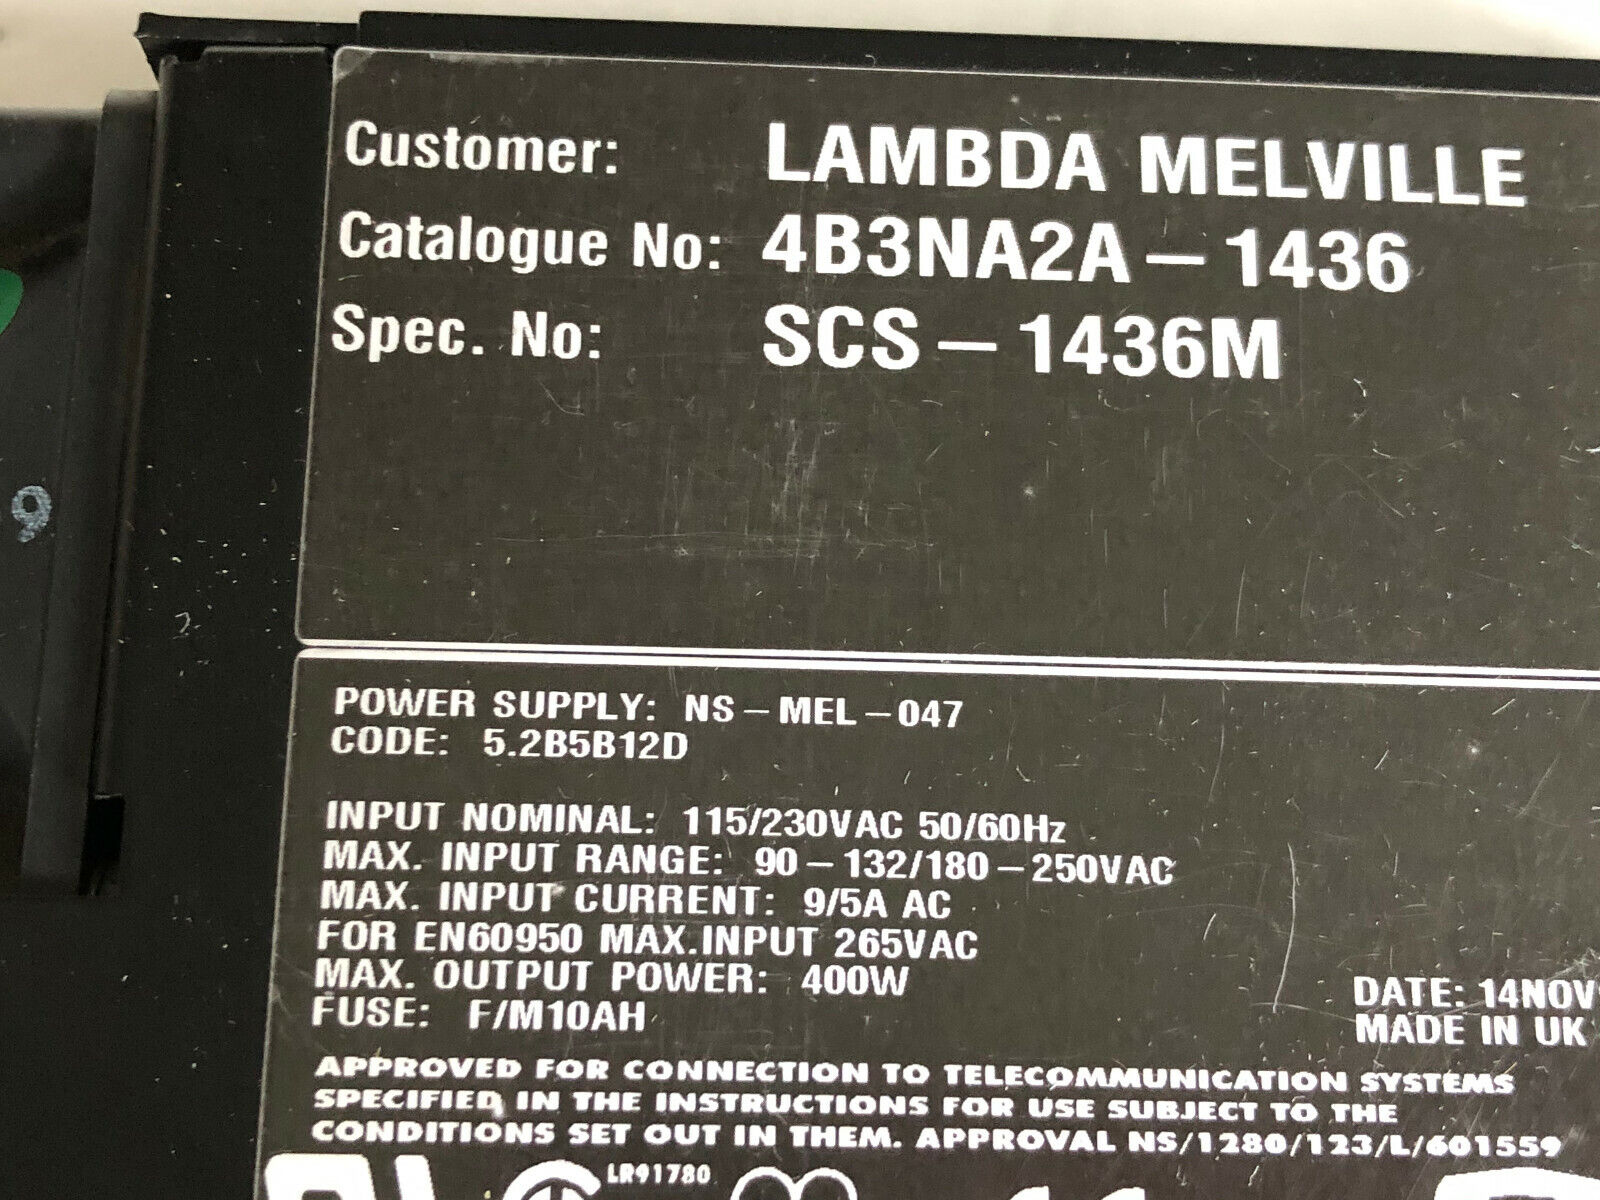 Customer: LAMBDA MELVILLE
Catalogue No: 4B3NA2A-1436
Spec. No: SCS-1436M
9
POWER SUPPLY: NS-MEL-047
CODE: 5.2B5B12D
INPUT NOMINAL: 115/230VAC 50/60Hz
MAX. INPUT RANGE: 90-132/180-250VAC
MAX. INPUT CURRENT: 9/5A AC
FOR EN60950 MAX.INPUT 265VAC
MAX. OUTPUT POWER: 400W
FUSE: F/M10AH
DATE: 14NOV
MADE IN UK
APPROVED FOR CONNECTION TO TELECOMMUNICATION SYSTEMS
SPECIFIED IN THE INSTRUCTIONS FOR USE SUBJECT TO THE
CONDITIONS SET OUT IN THEM. APPROVAL NS/1280/123/L/601559
LR91780